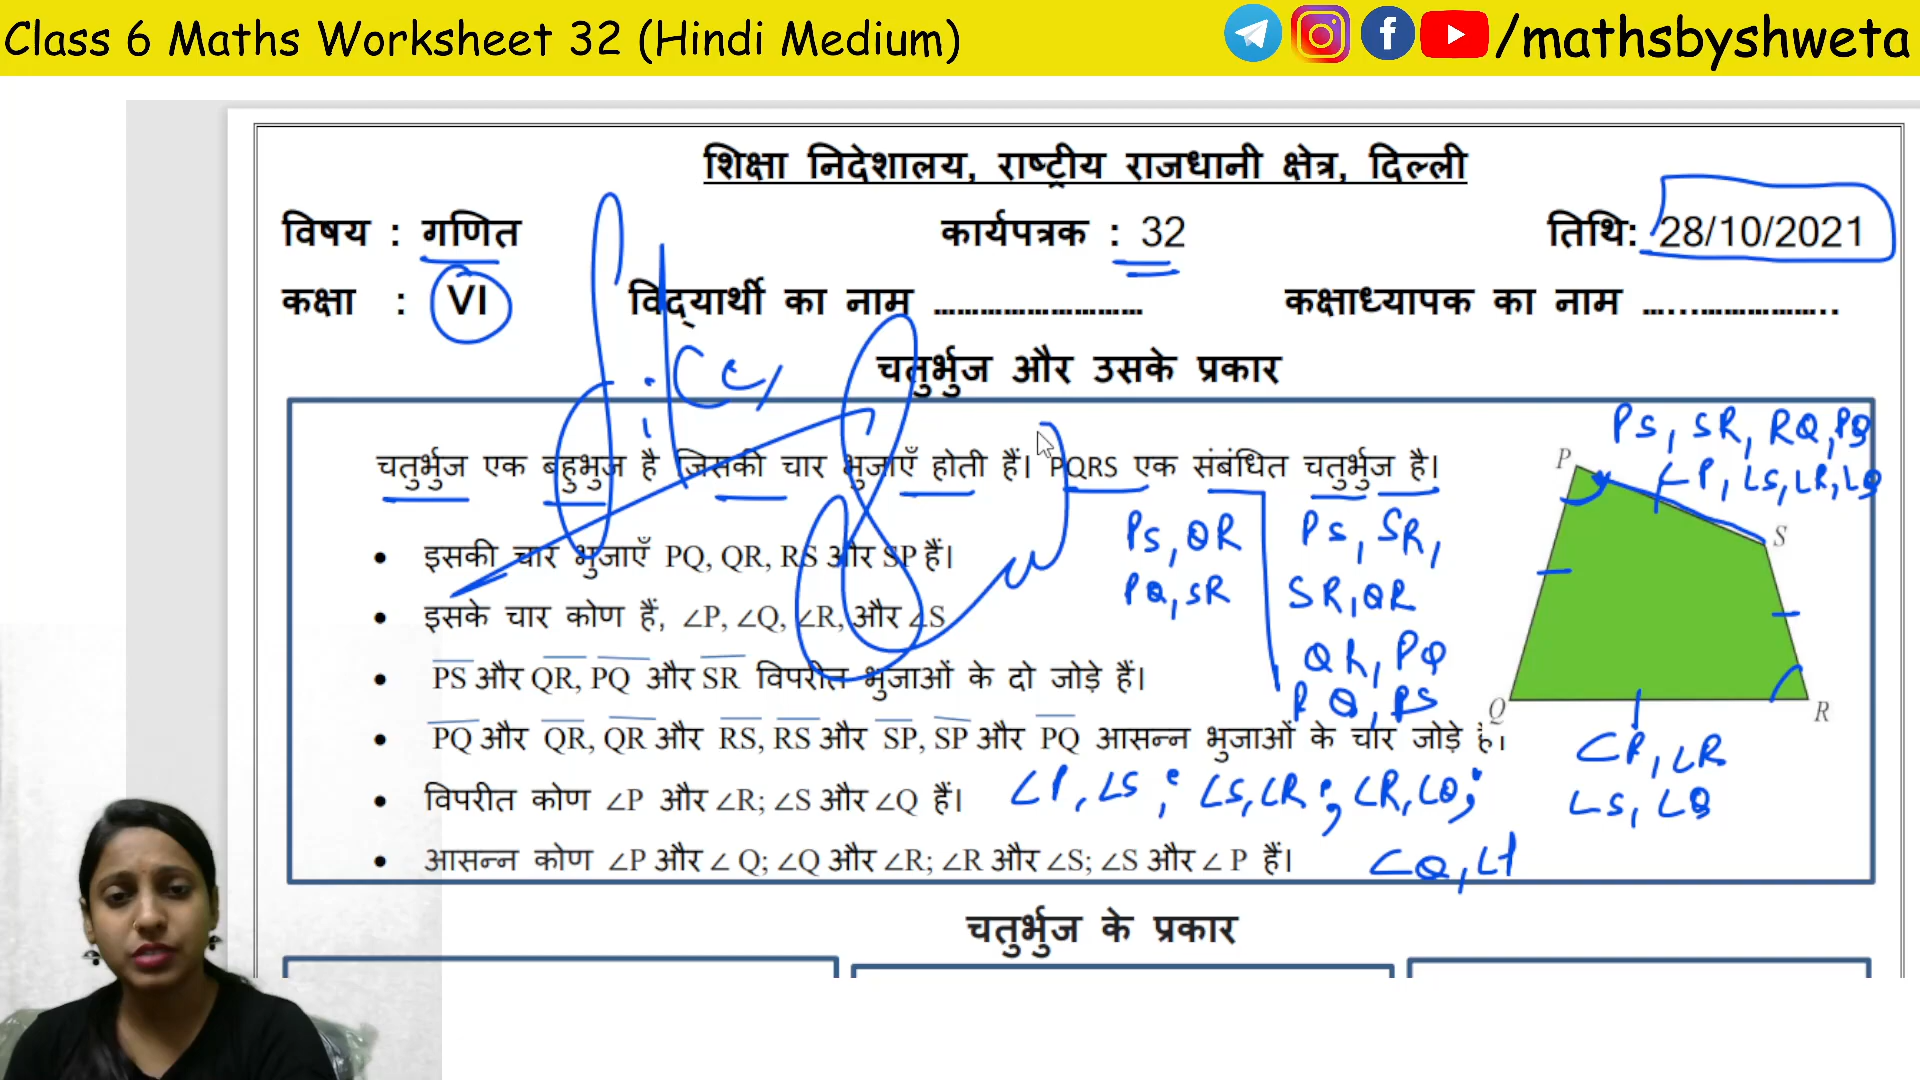 Class 6 Maths Worksheet 32 (Hindi Medium)
/mathsbyshweta
शिक्षा निदेशालय, राष्ट्रीय राजधानी क्षेत्र, दिल्ली
विषय : गणित कार्यपत्रक : 32 तिथि: 28/10/2021
कक्षा : VI विद्यार्थी का नाम ........................... कक्षाध्यापक का नाम ........................
चतुर्भुज और उसके प्रकार
चतुर्भुज एक बहुभुज है जिसकी चार भुजाएँ होती हैं। PQRS एक संबंधित चतुर्भुज है।
• इसकी चार भुजाएँ PQ, QR, RS और SP हैं।
• इसके चार कोण हैं, ∠P, ∠Q, ∠R, और ∠S
• PS और QR, PQ और SR विपरीत भुजाओं के दो जोड़े हैं।
• PQ और QR, QR और RS, RS और SP, SP और PQ आसन्न भुजाओं के चार जोड़े है।
• विपरीत कोण ∠P और ∠R; ∠S और ∠Q हैं।
• आसन्न कोण ∠P और ∠ Q; ∠Q और ∠R; ∠R और ∠S; ∠S और ∠ P हैं।
PS, QR
PQ, SR
PS, SR,
SR, QR
QR, PQ
PQ, PS
PS, SR, RQ, PQ
∠P, ∠S, ∠R, ∠Q
P
S
Q
R
∠P, ∠R
∠S, ∠Q
∠P, ∠S ; ∠S, ∠R ; ∠R, ∠Q ;
∠Q, ∠P
चतुर्भुज के प्रकार